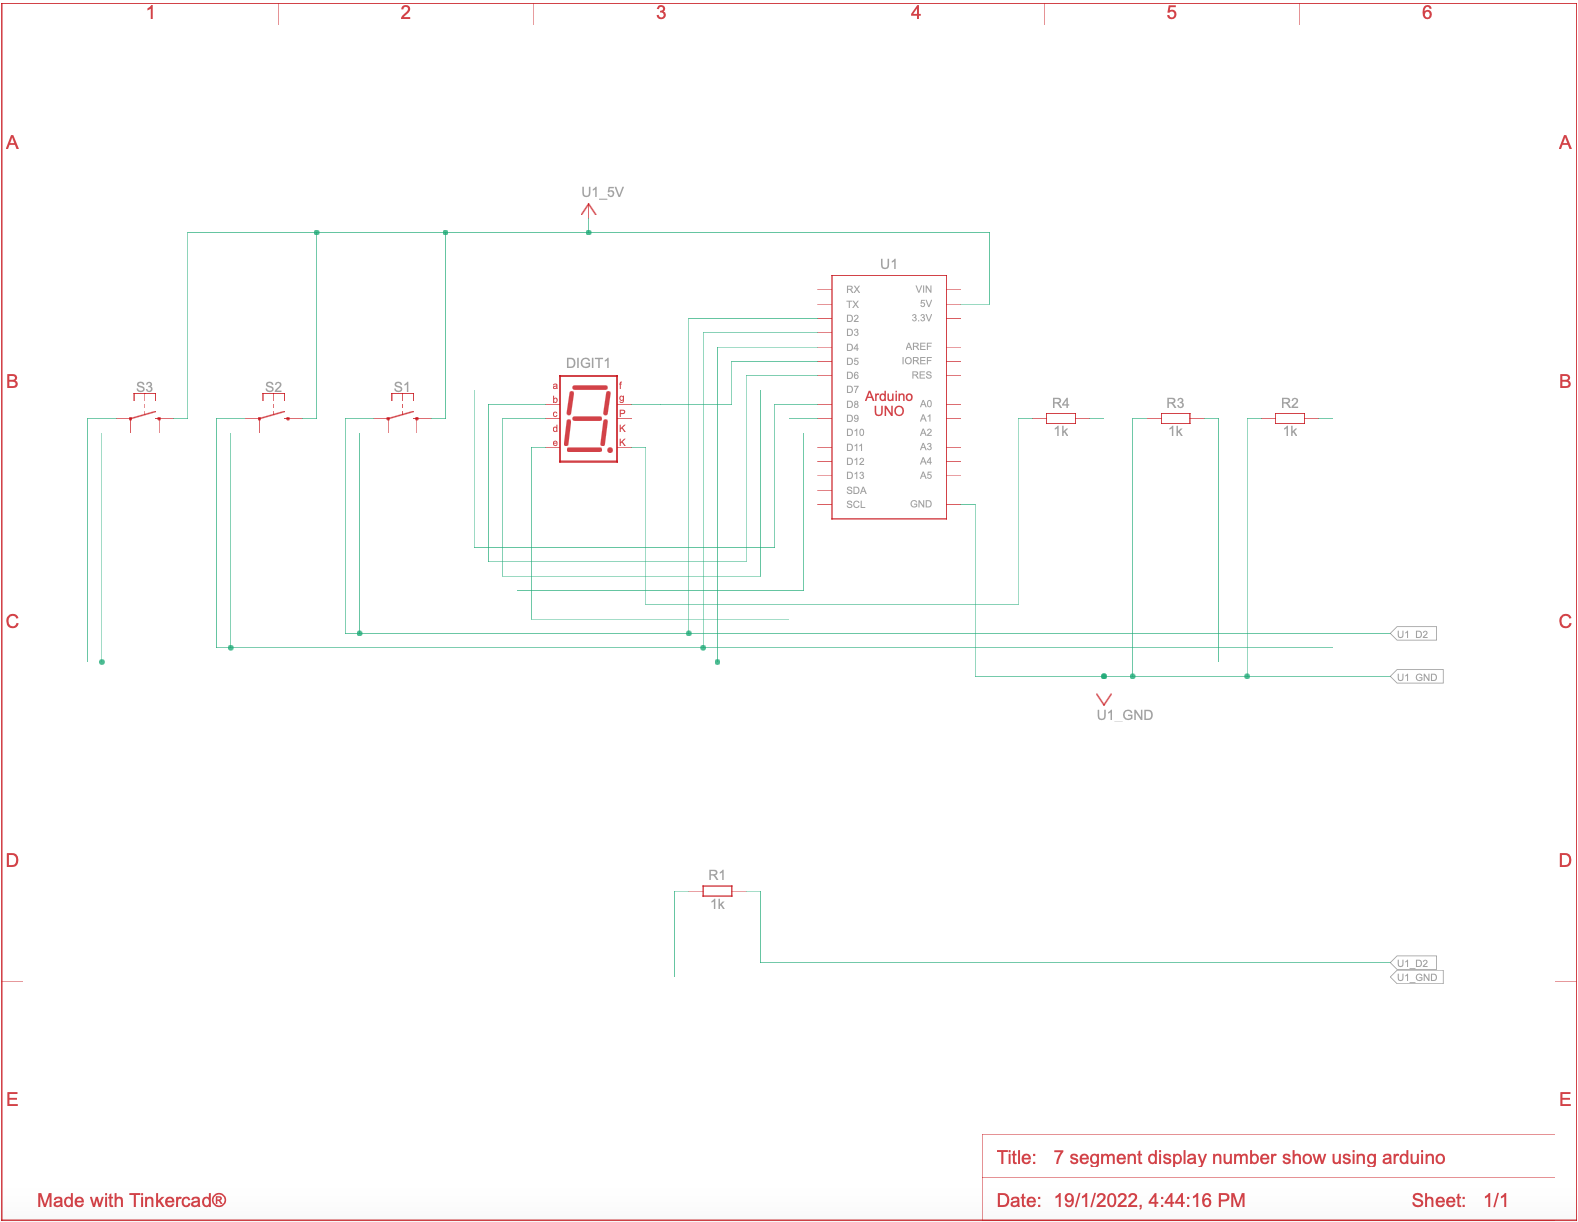 1 2 3 4 5 6
A A
U1_5V
U1
RX VIN
TX 5V
D2 3.3V
D3
D4 AREF
D5 IOREF
D6 RES
D7
D8 A0
D9 A1
D10 A2
D11 A3
D12 A4
D13 A5
SDA
SCL GND
Arduino
UNO
DIGIT1
a f
b g
c P
d K
e K
B B
S3 S2 S1
R4 R3 R2
1k 1k 1k
C C
U1_D2
U1_GND
U1_GND
D D
R1
1k
U1_D2
U1_GND
E E
Title: 7 segment display number show using arduino
Made with Tinkercad®
Date: 19/1/2022, 4:44:16 PM Sheet: 1/1